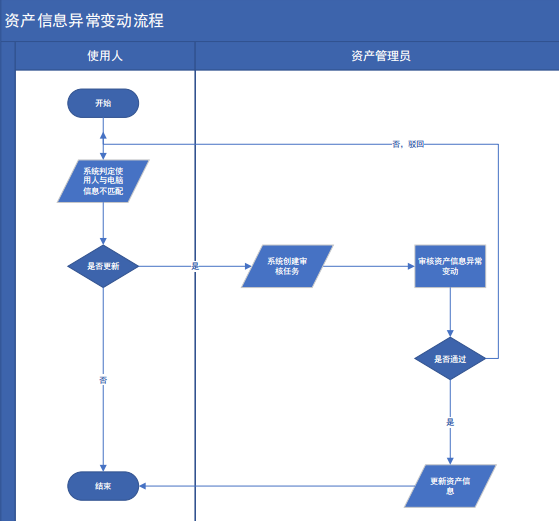 资产信息异常变动流程
使用人
资产管理员
开始
否，驳回
系统判定使
用人与电脑
信息不匹配
是否更新
是
系统创建审
核任务
审核资产信息异常
变动
是否通过
否
是
更新资产信
息
结束